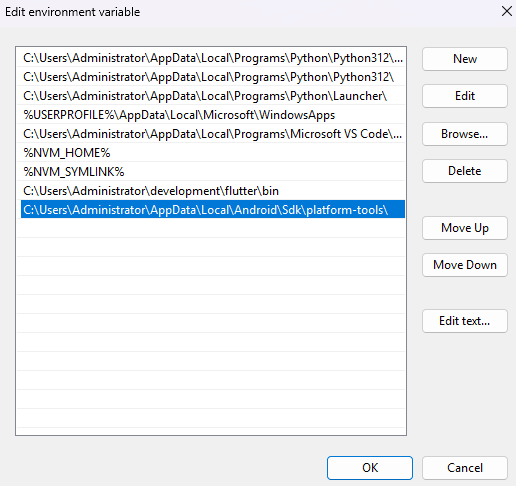 Edit environment variable
C:\Users\Administrator\AppData\Local\Programs\Python\Python312\...
C:\Users\Administrator\AppData\Local\Programs\Python\Python312\
C:\Users\Administrator\AppData\Local\Programs\Python\Launcher\
%USERPROFILE%\AppData\Local\Microsoft\WindowsApps
C:\Users\Administrator\AppData\Local\Programs\Microsoft VS Code\...
%NVM_HOME%
%NVM_SYMLINK%
C:\Users\Administrator\development\flutter\bin
C:\Users\Administrator\AppData\Local\Android\Sdk\platform-tools\
New
Edit
Browse...
Delete
Move Up
Move Down
Edit text...
OK
Cancel